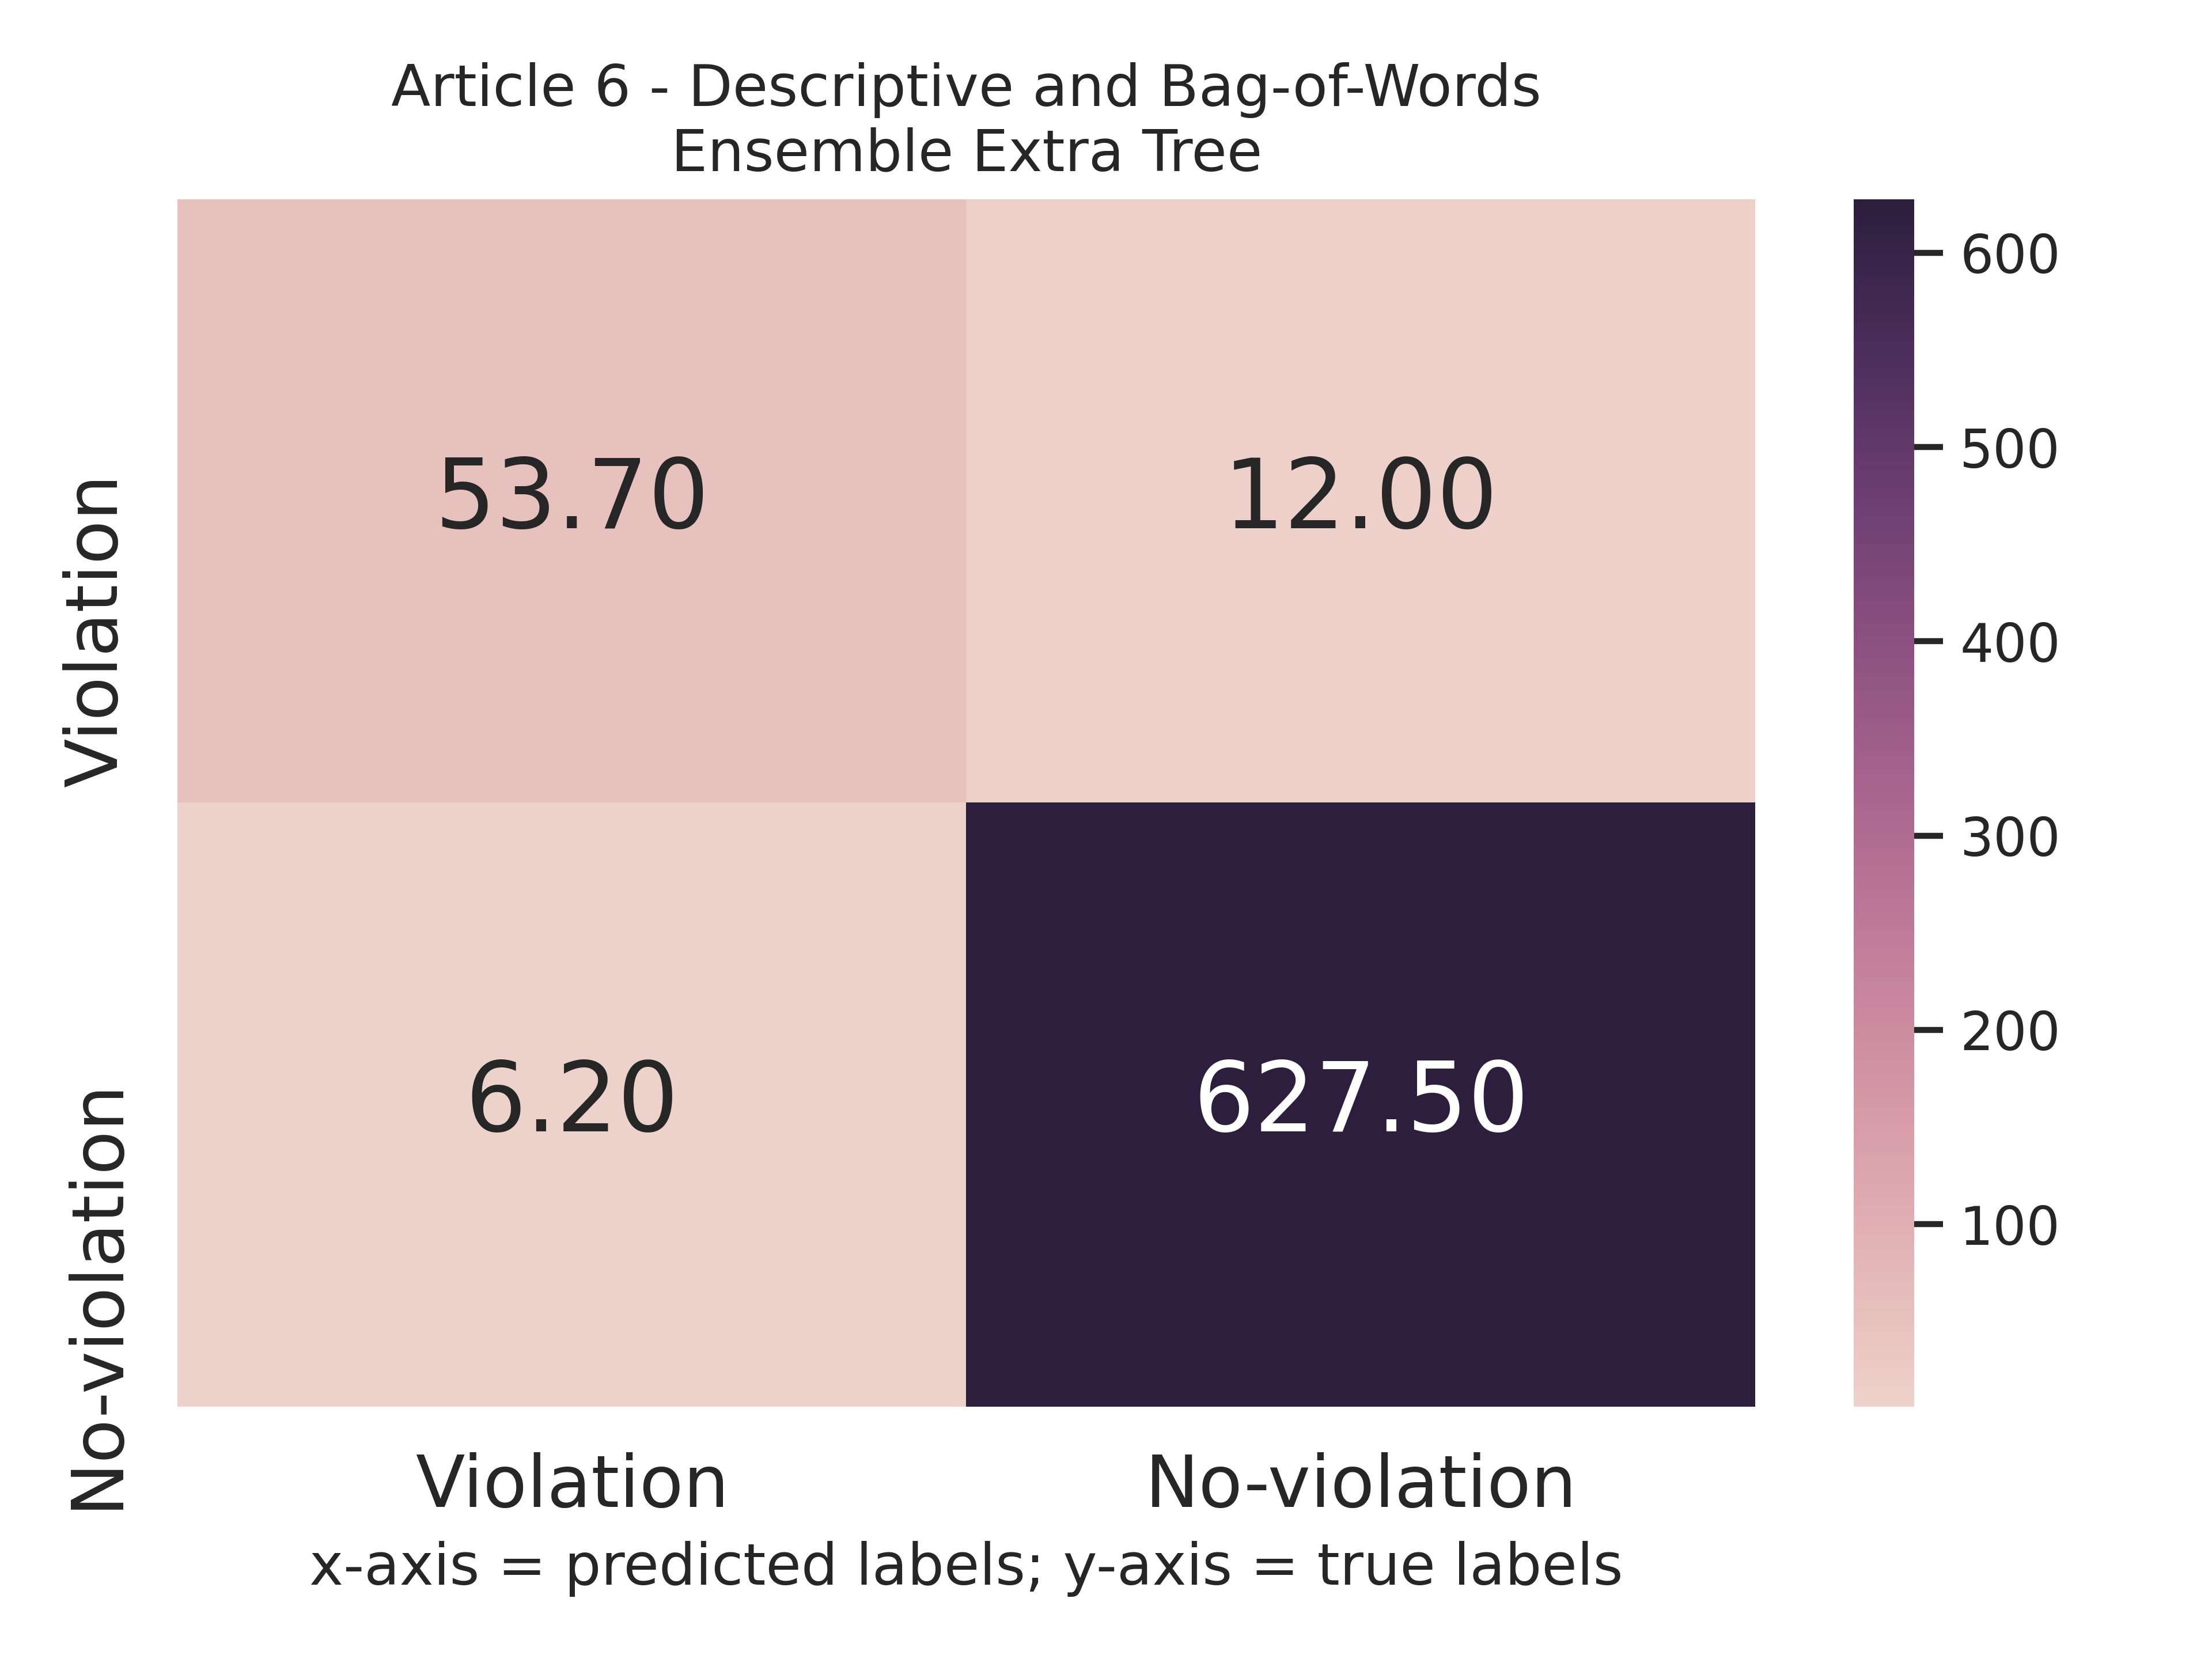 Article 6 - Descriptive and Bag-of-Words
Ensemble Extra Tree
Violation
53.70
12.00
No-violation
6.20
627.50
Violation
No-violation
x-axis = predicted labels; y-axis = true labels
600
500
400
300
200
100